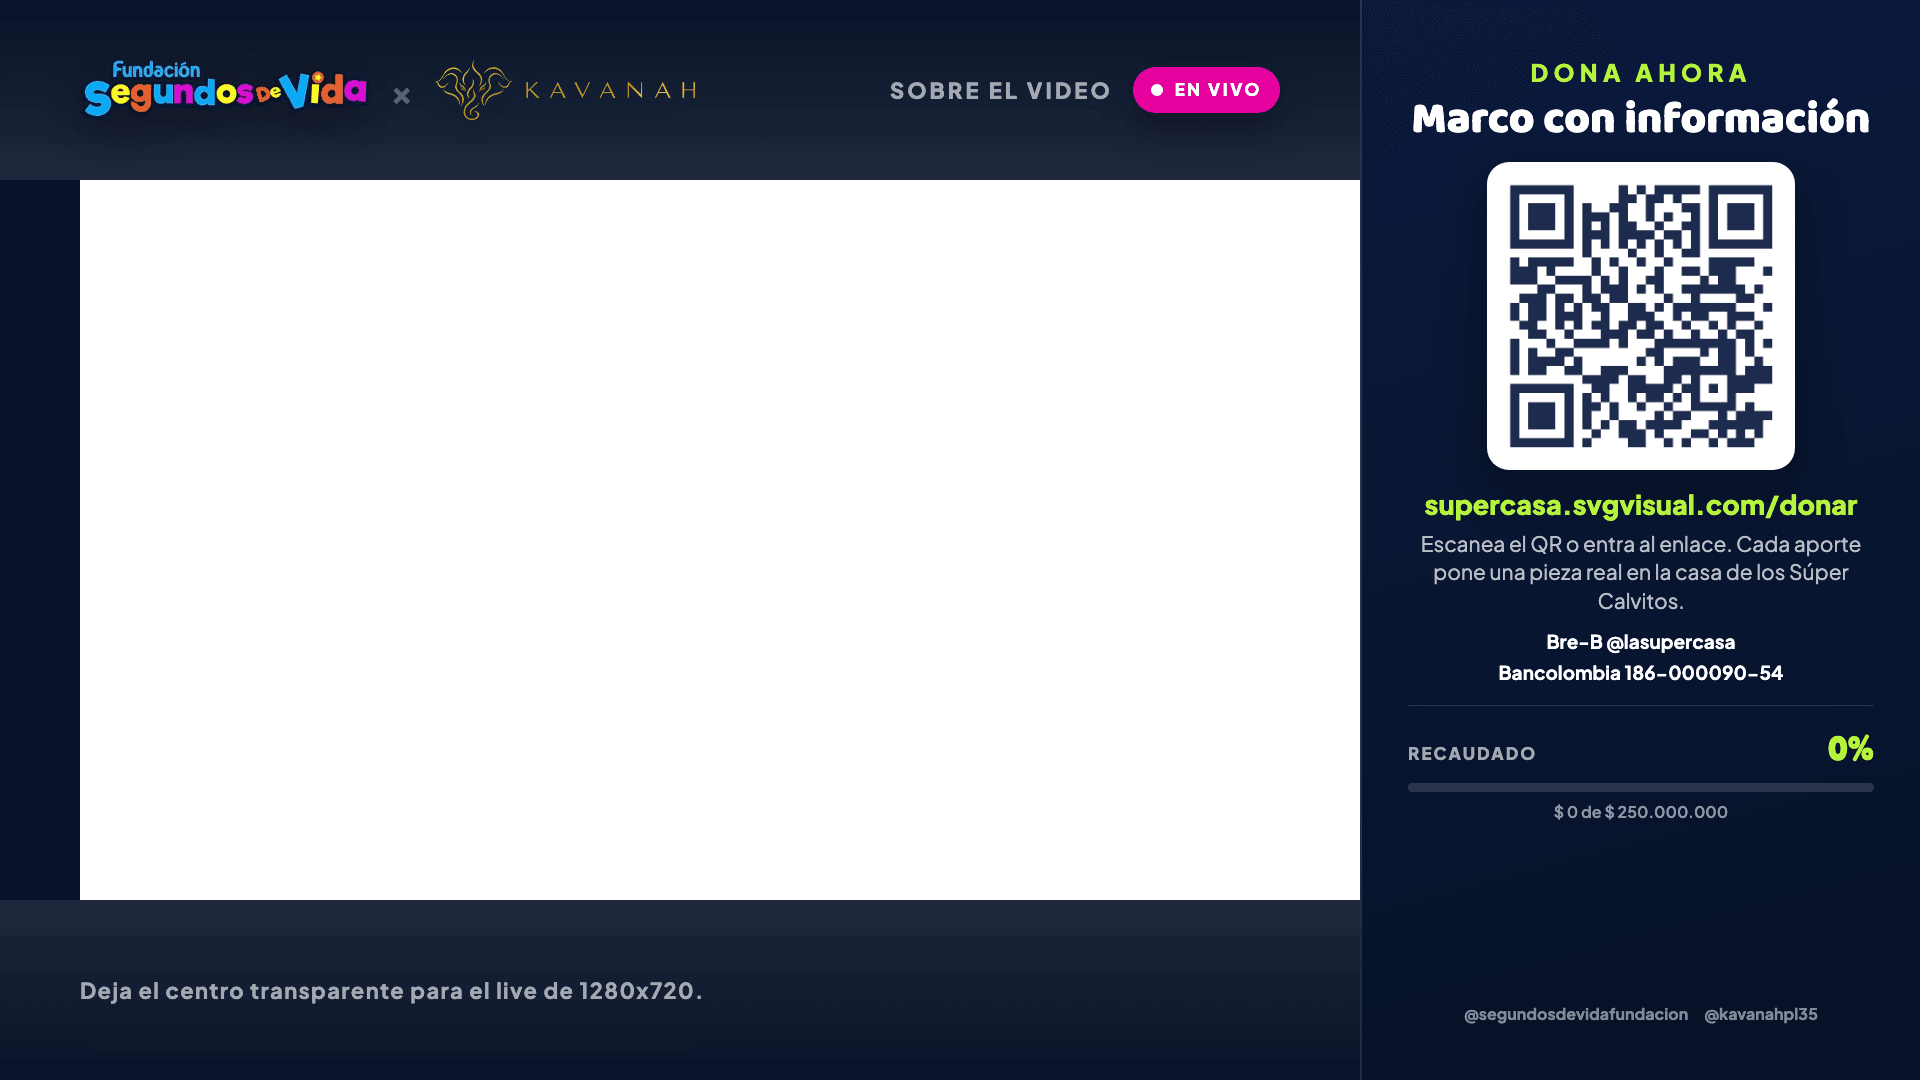 Fundación
Segundos DE Vida
×
KAVANAH
SOBRE EL VIDEO
EN VIVO
Deja el centro transparente para el live de 1280x720.
DONA AHORA
Marco con información
supercasa.svgvisual.com/donar
Escanea el QR o entra al enlace. Cada aporte
pone una pieza real en la casa de los Súper
Calvitos.
Bre-B @lasupercasa
Bancolombia 186-000090-54
RECAUDADO
0%
$ 0 de $ 250.000.000
@segundosdevidafundacion @kavanahpl35